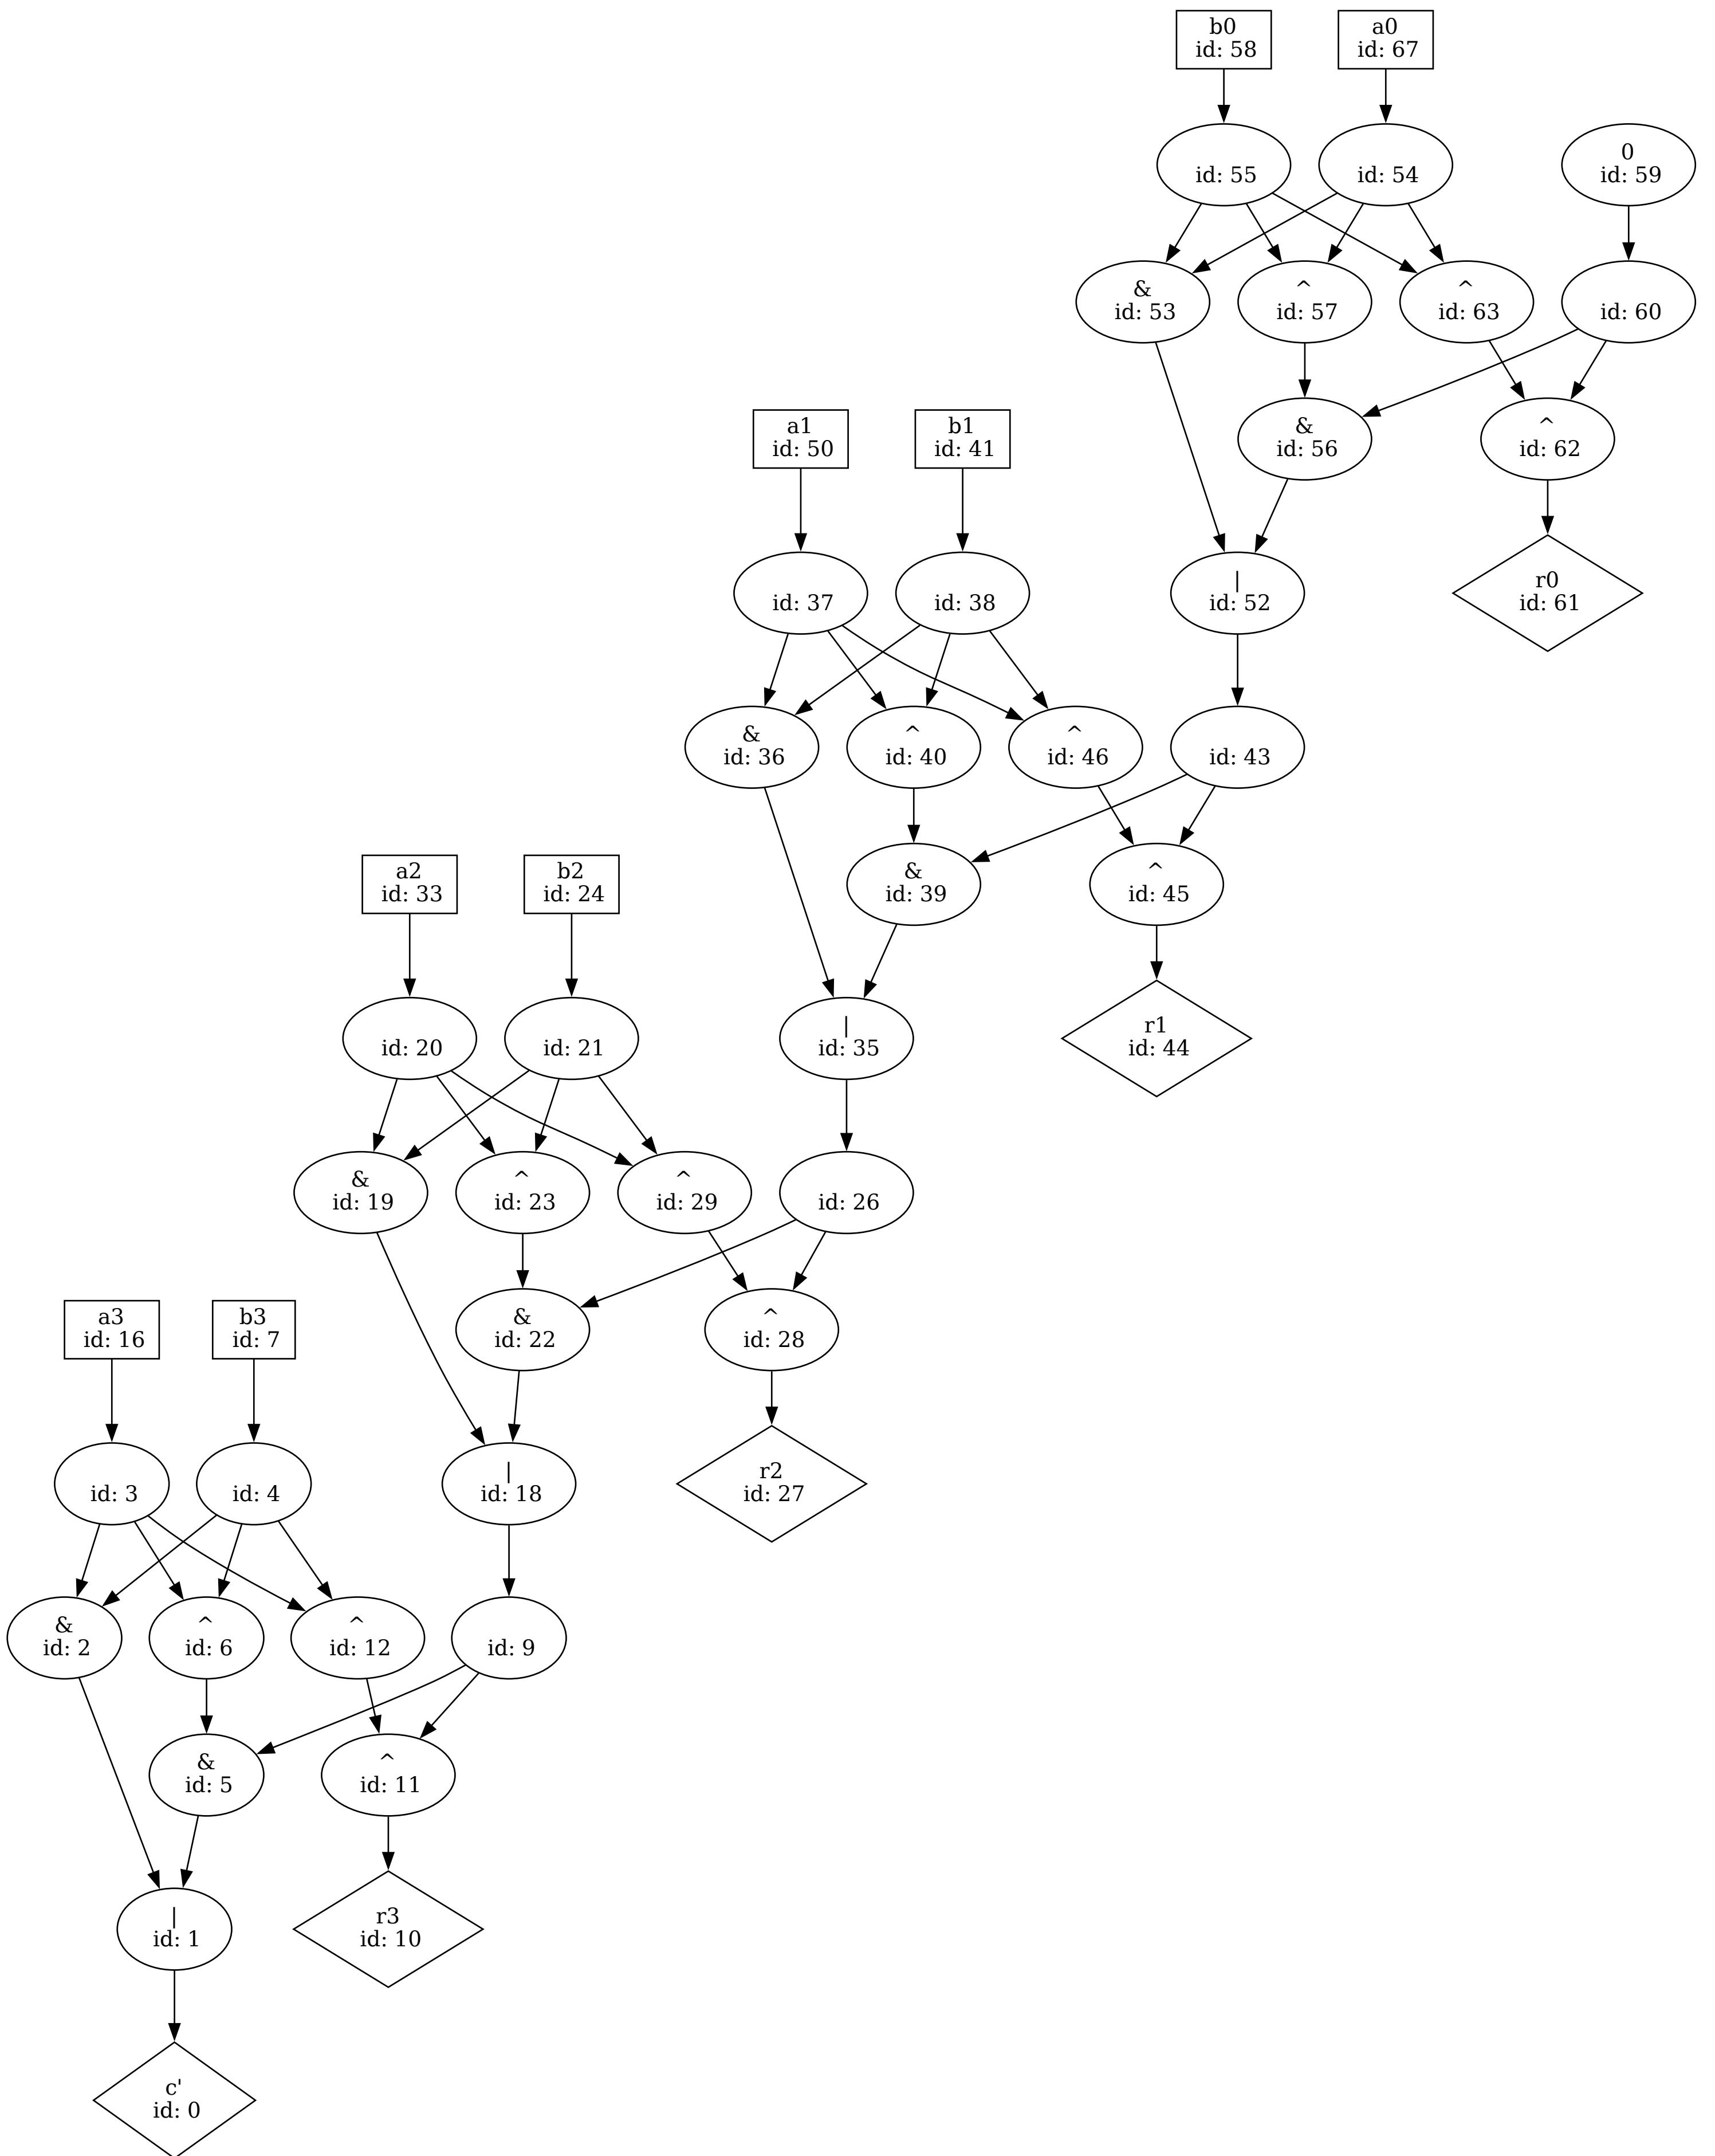 b0
id: 58
a0
id: 67
id: 55
id: 54
0
id: 59
&
id: 53
^
id: 57
^
id: 63
id: 60
a1
id: 50
b1
id: 41
&
id: 56
^
id: 62
id: 37
id: 38
|
id: 52
r0
id: 61
&
id: 36
^
id: 40
^
id: 46
id: 43
a2
id: 33
b2
id: 24
&
id: 39
^
id: 45
id: 20
id: 21
|
id: 35
r1
id: 44
&
id: 19
^
id: 23
^
id: 29
id: 26
a3
id: 16
b3
id: 7
&
id: 22
^
id: 28
id: 3
id: 4
|
id: 18
r2
id: 27
&
id: 2
^
id: 6
^
id: 12
id: 9
&
id: 5
^
id: 11
|
id: 1
r3
id: 10
c'
id: 0